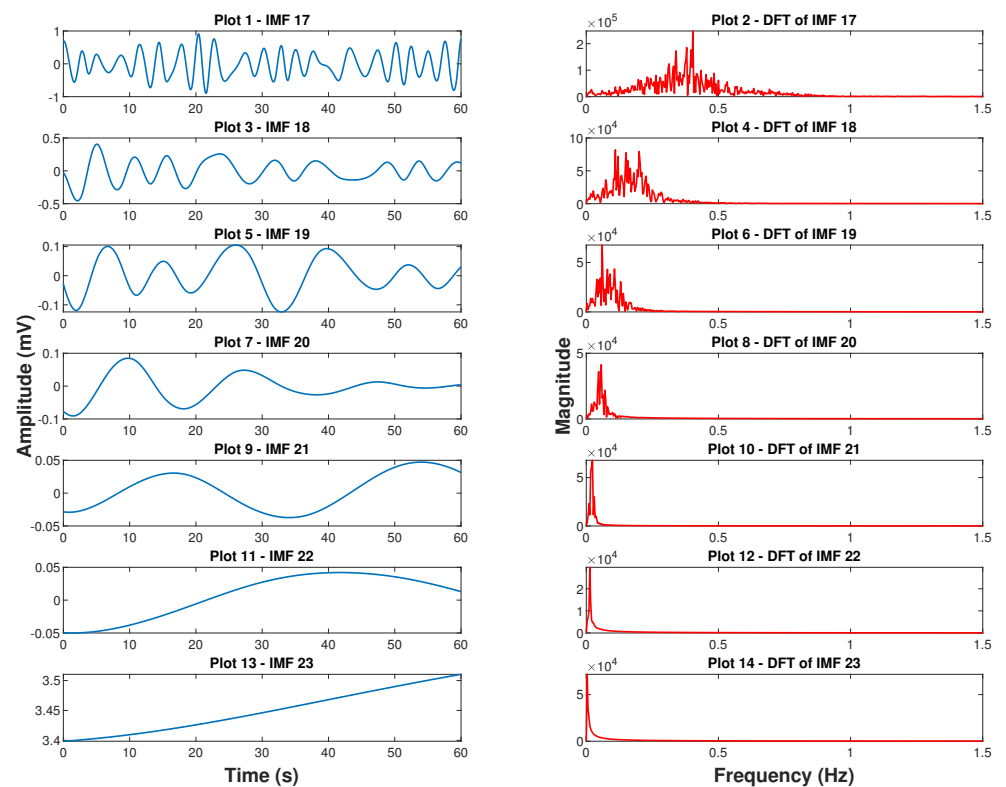 Plot 1 - IMF 17
1
0
-1
0 10 20 30 40 50 60
Plot 2 - DFT of IMF 17
×10^5
2
1
0
0 0.5 1 1.5
Plot 3 - IMF 18
0.5
0
-0.5
0 10 20 30 40 50 60
Plot 4 - DFT of IMF 18
×10^4
10
5
0
0 0.5 1 1.5
Plot 5 - IMF 19
0.1
0
-0.1
0 10 20 30 40 50 60
Plot 6 - DFT of IMF 19
×10^4
5
0
0 0.5 1 1.5
Plot 7 - IMF 20
0.1
0
-0.1
0 10 20 30 40 50 60
Plot 8 - DFT of IMF 20
×10^4
5
0
0 0.5 1 1.5
Plot 9 - IMF 21
0.05
0
-0.05
0 10 20 30 40 50 60
Plot 10 - DFT of IMF 21
×10^4
5
0
0 0.5 1 1.5
Plot 11 - IMF 22
0.05
0
-0.05
0 10 20 30 40 50 60
Plot 12 - DFT of IMF 22
×10^4
2
1
0
0 0.5 1 1.5
Plot 13 - IMF 23
3.5
3.45
3.4
0 10 20 30 40 50 60
Plot 14 - DFT of IMF 23
×10^4
5
0
0 0.5 1 1.5
Amplitude (mV)
Magnitude
Time (s)
Frequency (Hz)